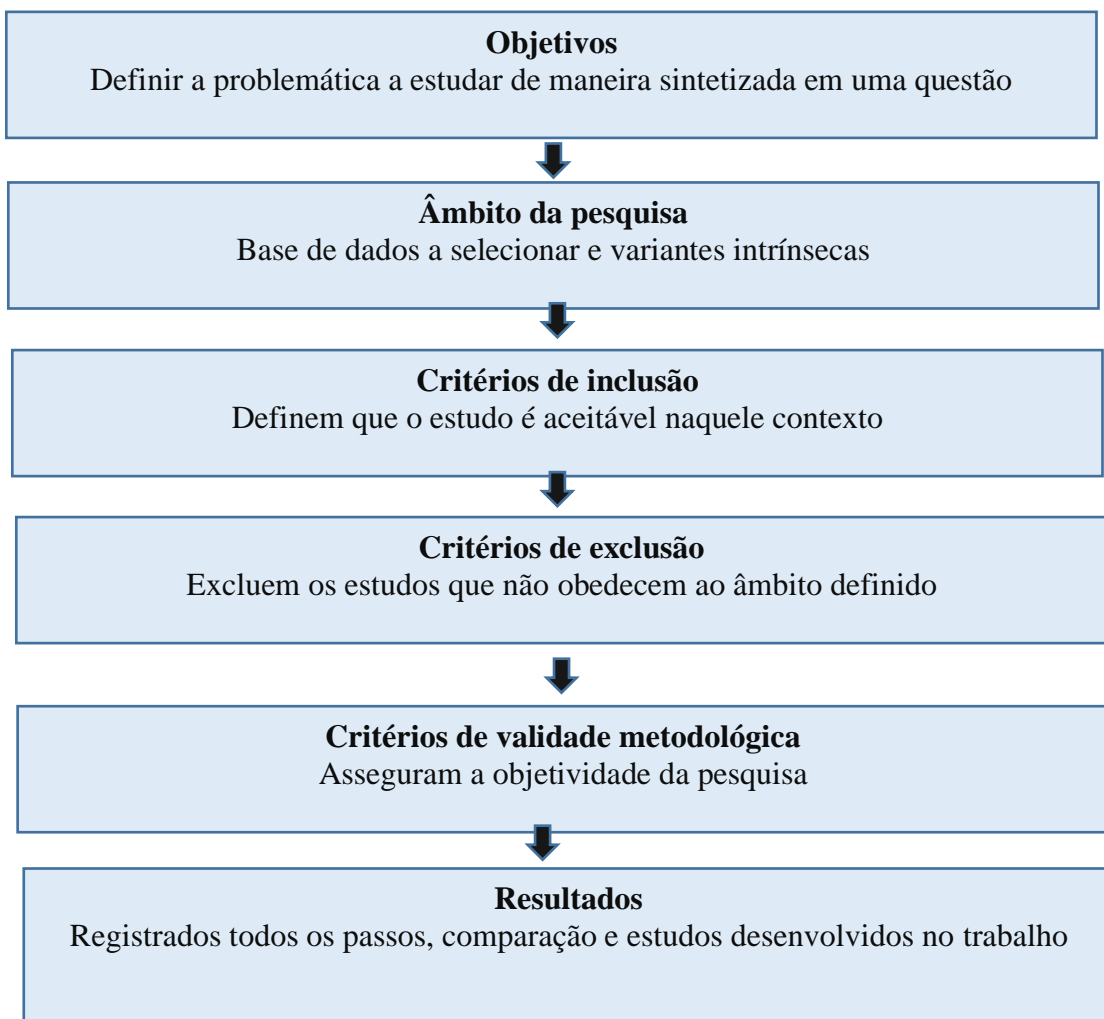 Objetivos
Definir a problemática a estudar de maneira sintetizada em uma questão
Âmbito da pesquisa
Base de dados a selecionar e variantes intrínsecas
Critérios de inclusão
Definem que o estudo é aceitável naquele contexto
Critérios de exclusão
Excluem os estudos que não obedecem ao âmbito definido
Critérios de validade metodológica
Asseguram a objetividade da pesquisa
Resultados
Registrados todos os passos, comparação e estudos desenvolvidos no trabalho